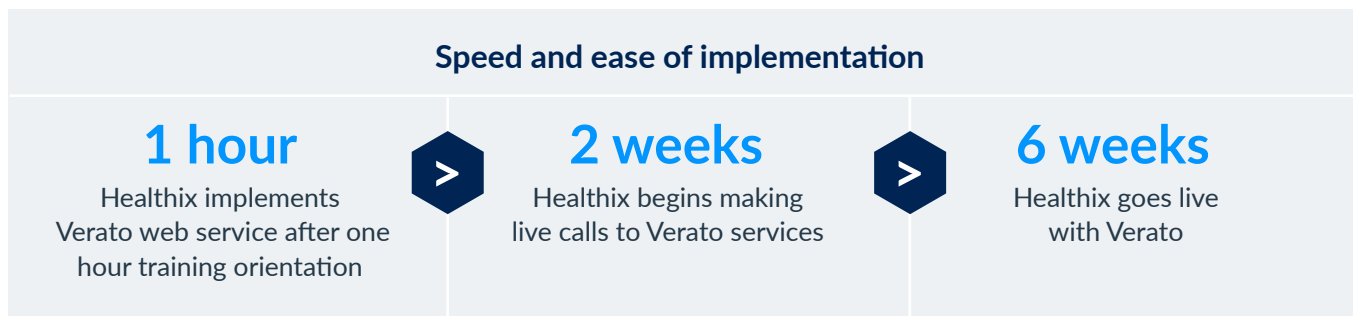 Speed and ease of implementation
1 hour
Healthix implements
Verato web service after one
hour training orientation
>
2 weeks
Healthix begins making
live calls to Verato services
>
6 weeks
Healthix goes live
with Verato